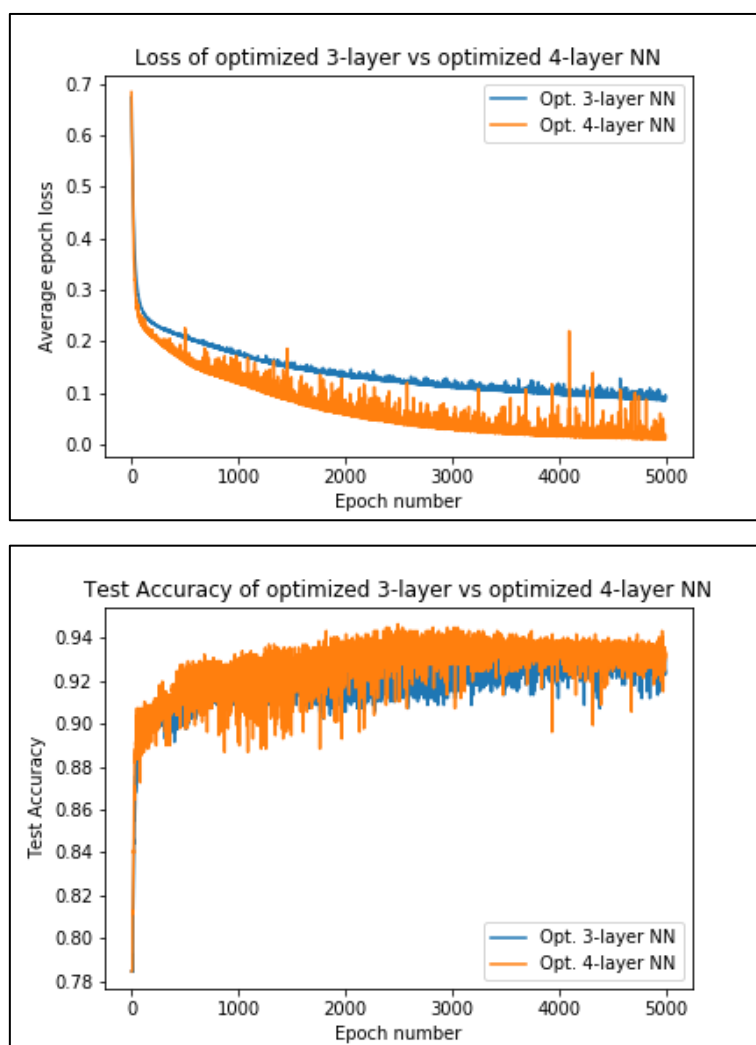 Loss of optimized 3-layer vs optimized 4-layer NN
0.7
0.6
0.5
0.4
0.3
0.2
0.1
0.0
Average epoch loss
Opt. 3-layer NN
Opt. 4-layer NN
0 1000 2000 3000 4000 5000
Epoch number
Test Accuracy of optimized 3-layer vs optimized 4-layer NN
0.94
0.92
0.90
0.88
0.86
0.84
0.82
0.80
0.78
Test Accuracy
Opt. 3-layer NN
Opt. 4-layer NN
0 1000 2000 3000 4000 5000
Epoch number